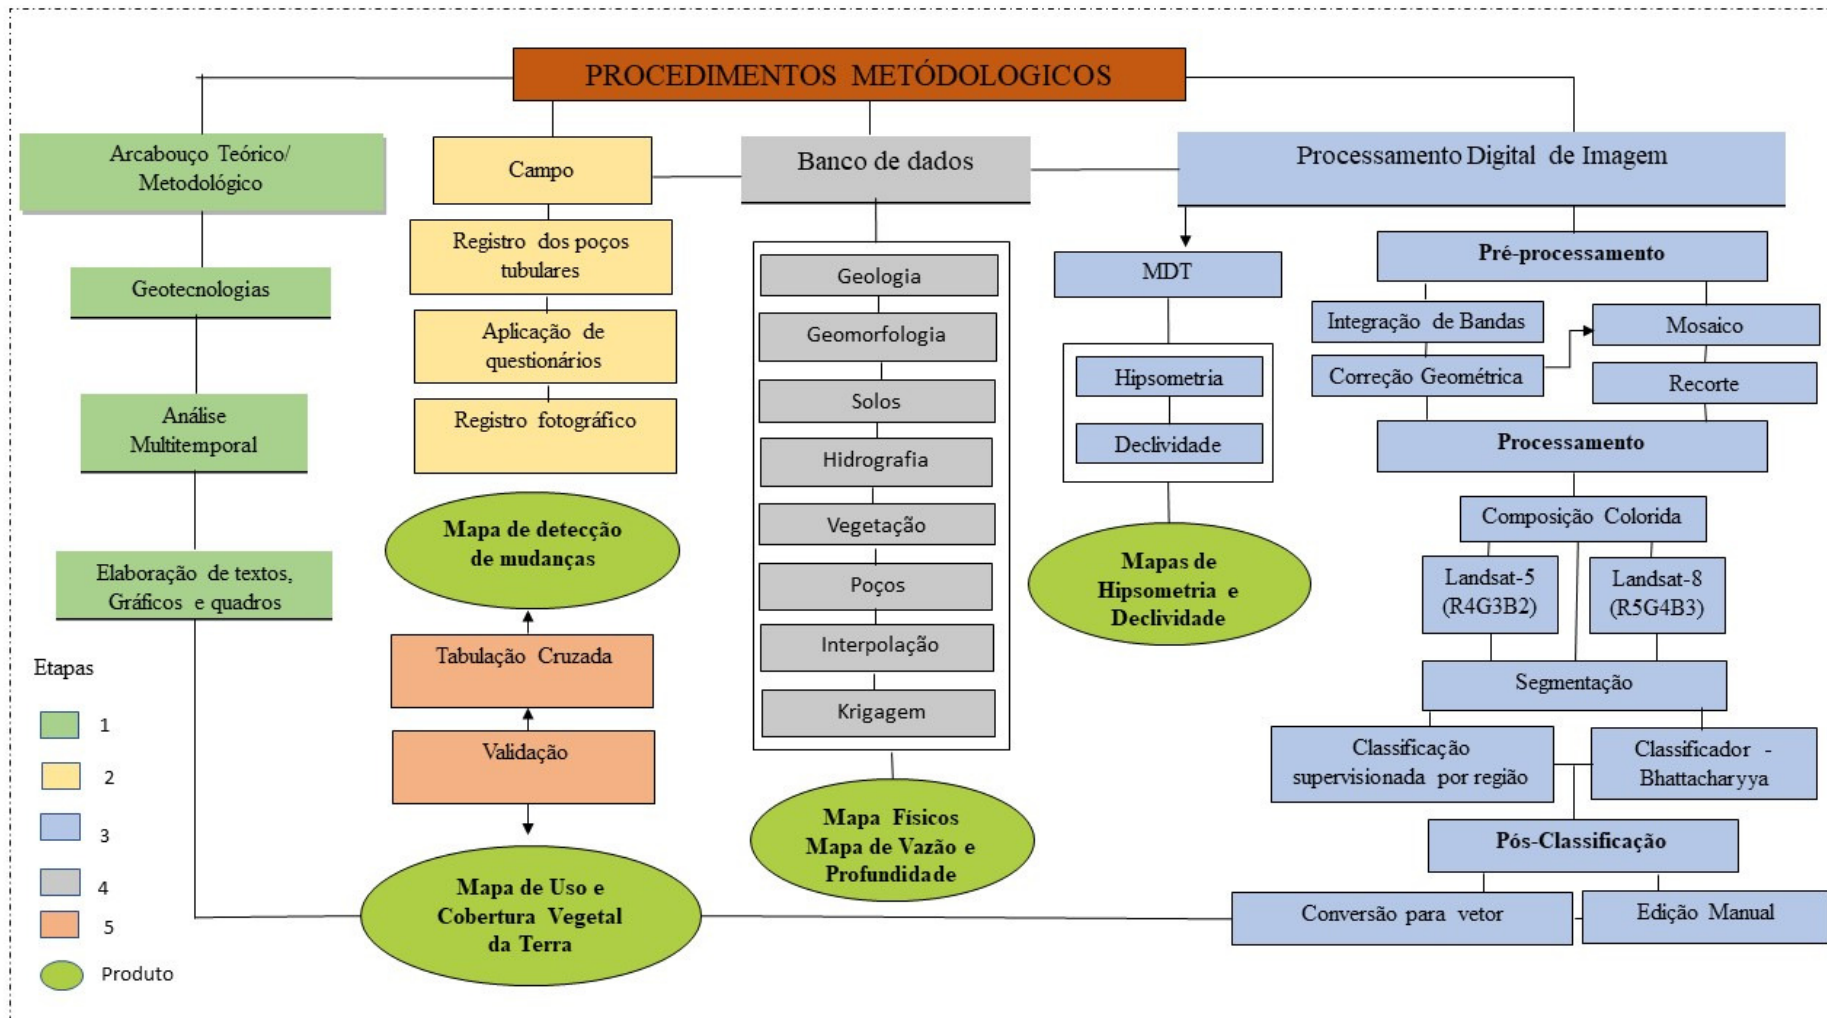 PROCEDIMENTOS METÓDOLOGICOS
Arcabouço Teórico/
Metodológico
Geotecnologias
Análise
Multitemporal
Elaboração de textos,
Gráficos e quadros
Campo
Registro dos poços
tubulares
Aplicação de
questionários
Registro fotográfico
Mapa de detecção
de mudanças
Tabulação Cruzada
Validação
Mapa de Uso e
Cobertura Vegetal
da Terra
Banco de dados
Geologia
Geomorfologia
Solos
Hidrografia
Vegetação
Poços
Interpolação
Krigagem
Mapa Físicos
Mapa de Vazão e
Profundidade
Processamento Digital de Imagem
MDT
Hipsometria
Declividade
Mapas de
Hipsometria e
Declividade
Pré-processamento
Integração de Bandas
Correção Geométrica
Mosaico
Recorte
Processamento
Composição Colorida
Landsat-5
(R4G3B2)
Landsat-8
(R5G4B3)
Segmentação
Classificação
supervisionada por região
Classificador -
Bhattacharyya
Pós-Classificação
Conversão para vetor
Edição Manual
Etapas
1
2
3
4
5
Produto